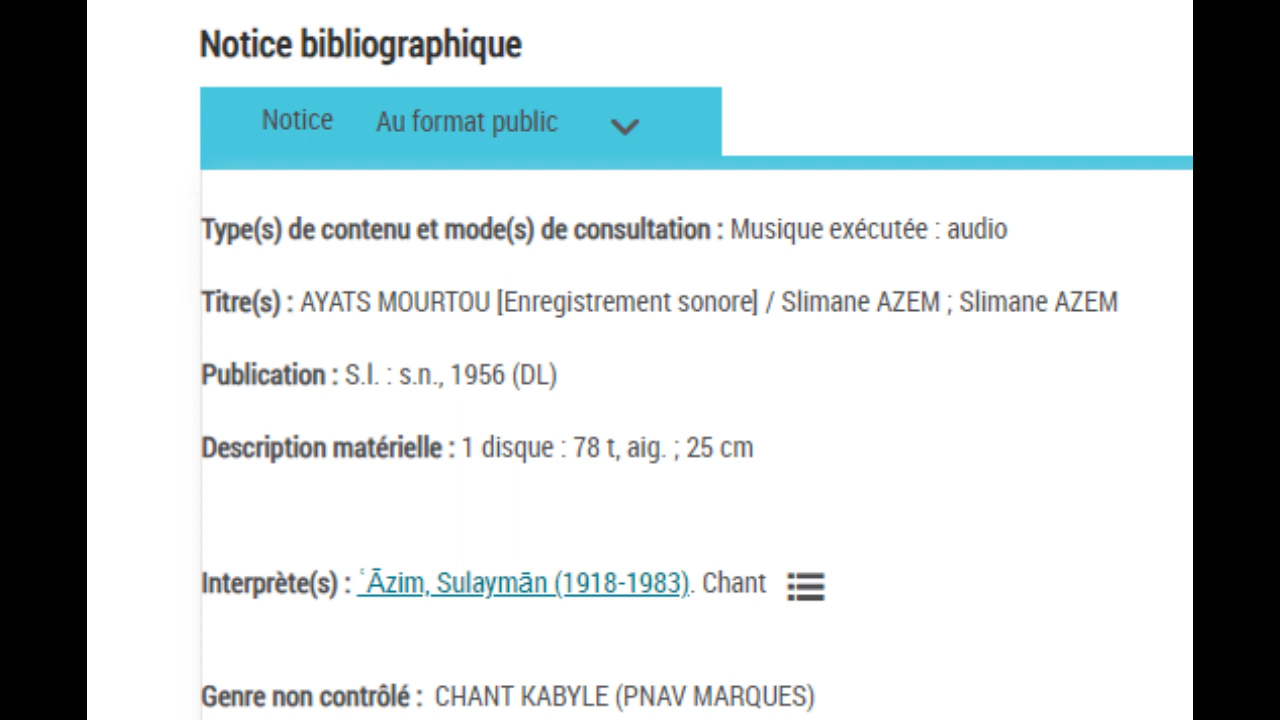 Notice bibliographique
Notice Au format public
Type(s) de contenu et mode(s) de consultation : Musique exécutée : audio
Titre(s) : AYATS MOURTOU [Enregistrement sonore] / Slimane AZEM ; Slimane AZEM
Publication : S.l. : s.n., 1956 (DL)
Description matérielle : 1 disque : 78 t, aig. ; 25 cm
Interprète(s) : ʿĀzim, Sulaymān (1918-1983). Chant
Genre non contrôlé : CHANT KABYLE (PNAV MARQUES)